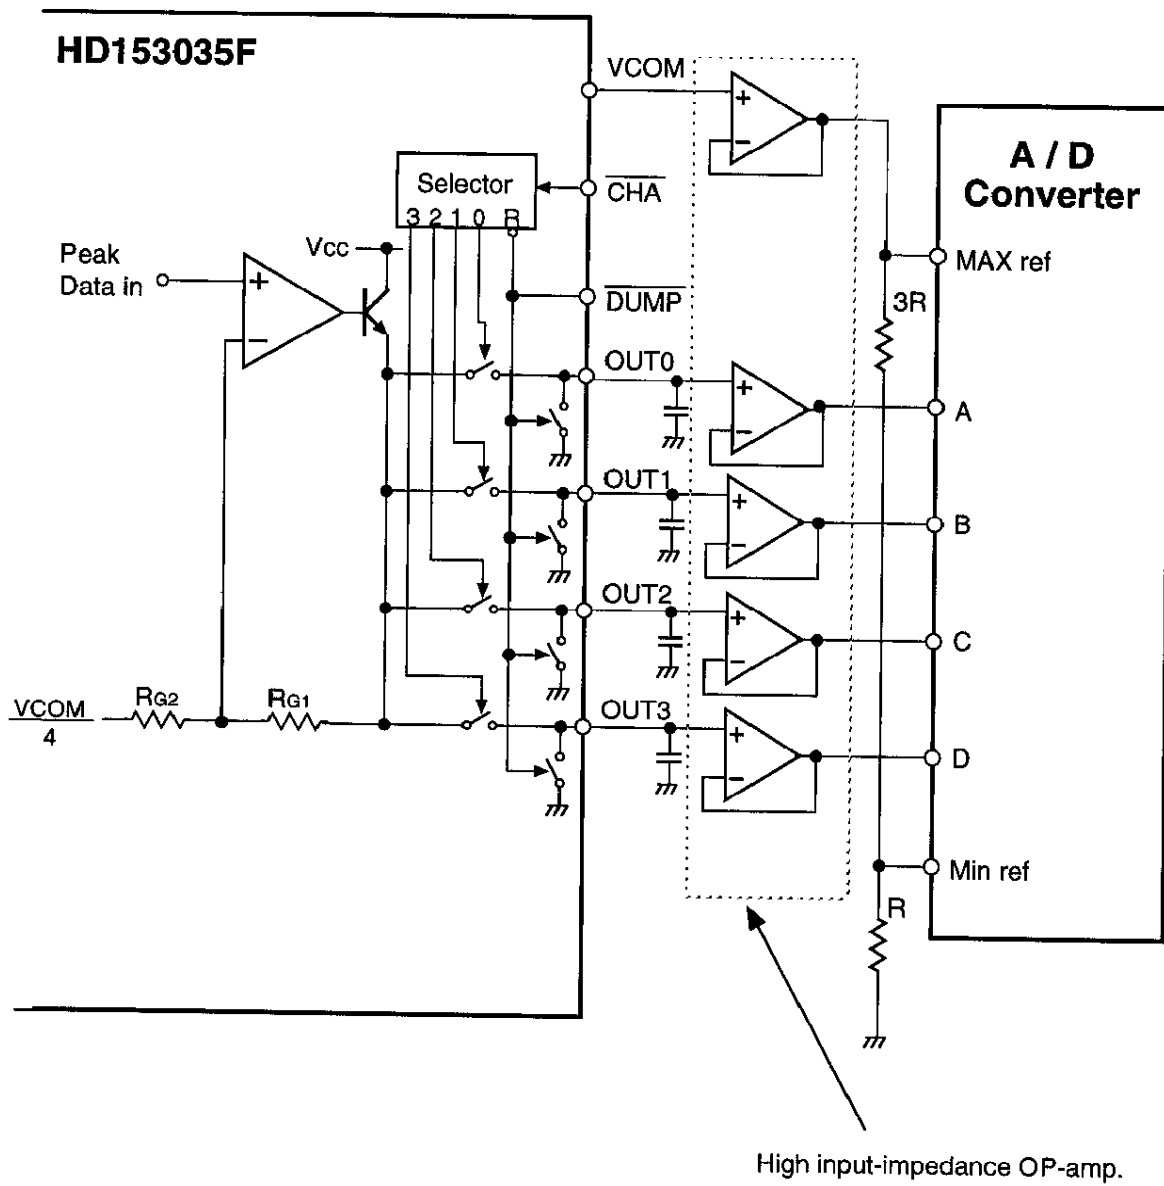 HD153035F
VCOM
A / D
Converter
Selector
3 2 1 0 R
CHA
Vcc
Peak
Data in
+
−
DUMP
MAX ref
3R
OUT0
+
−
A
OUT1
+
−
B
OUT2
+
−
C
VCOM
4
RG2
RG1
OUT3
+
−
D
Min ref
R
+
−
High input-impedance OP-amp.